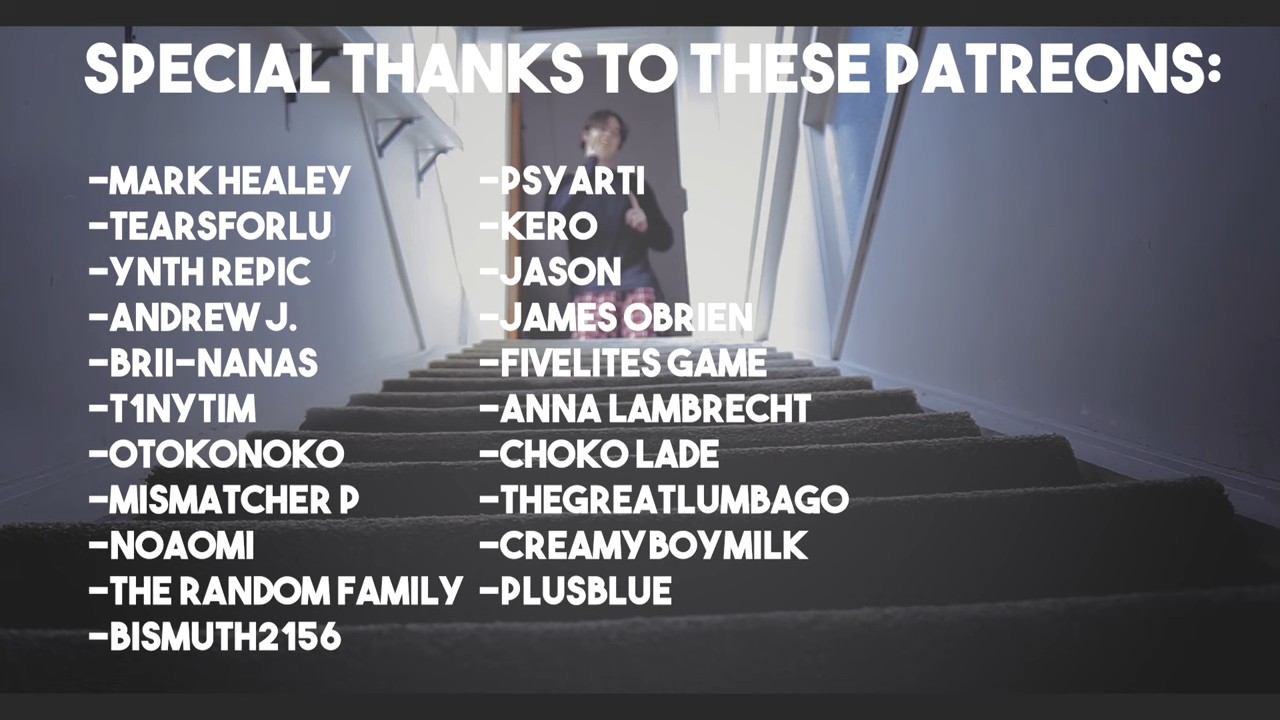 SPECIAL THANKS TO THESE PATREONS:
-MARK HEALEY
-TEARSFORLU
-YNTH REPIC
-ANDREW J.
-BRII-NANAS
-T1NYTIM
-OTOKONOKO
-MISMATCHER P
-NOAOMI
-THE RANDOM FAMILY
-BISMUTH2156
-PSYARTI
-KERO
-JASON
-JAMES OBRIEN
-FIVELITES GAME
-ANNA LAMBRECHT
-CHOKO LADE
-THEGREATLUMBAGO
-CREAMYBOYMILK
-PLUSBLUE